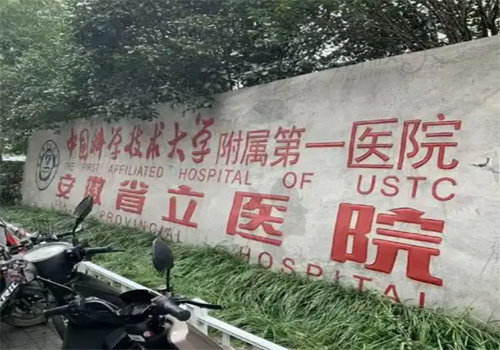 中国科学技术大学附属第一医院
THE FIRST AFFILIATED HOSPITAL OF USTC
安徽省立医院
PROVINCIAL HOSPITAL